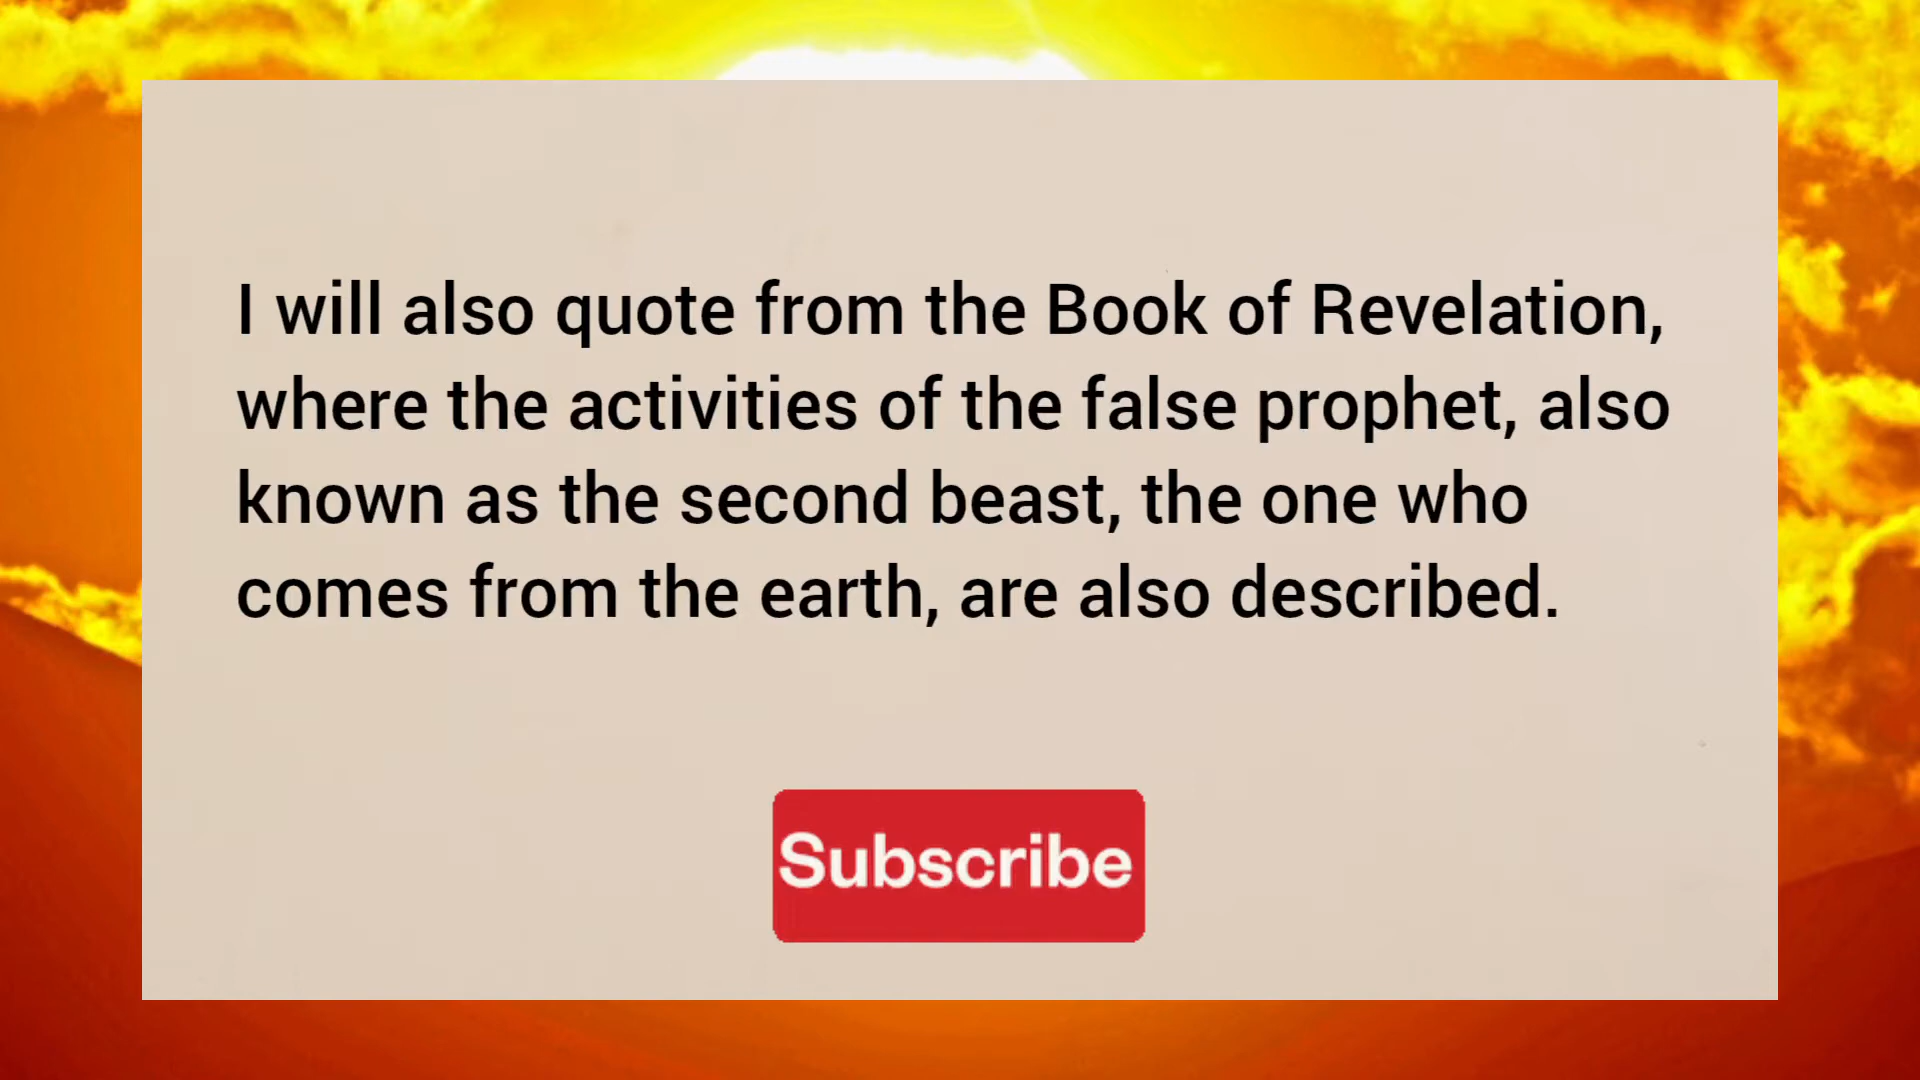 I will also quote from the Book of Revelation,
where the activities of the false prophet, also
known as the second beast, the one who
comes from the earth, are also described.
Subscribe